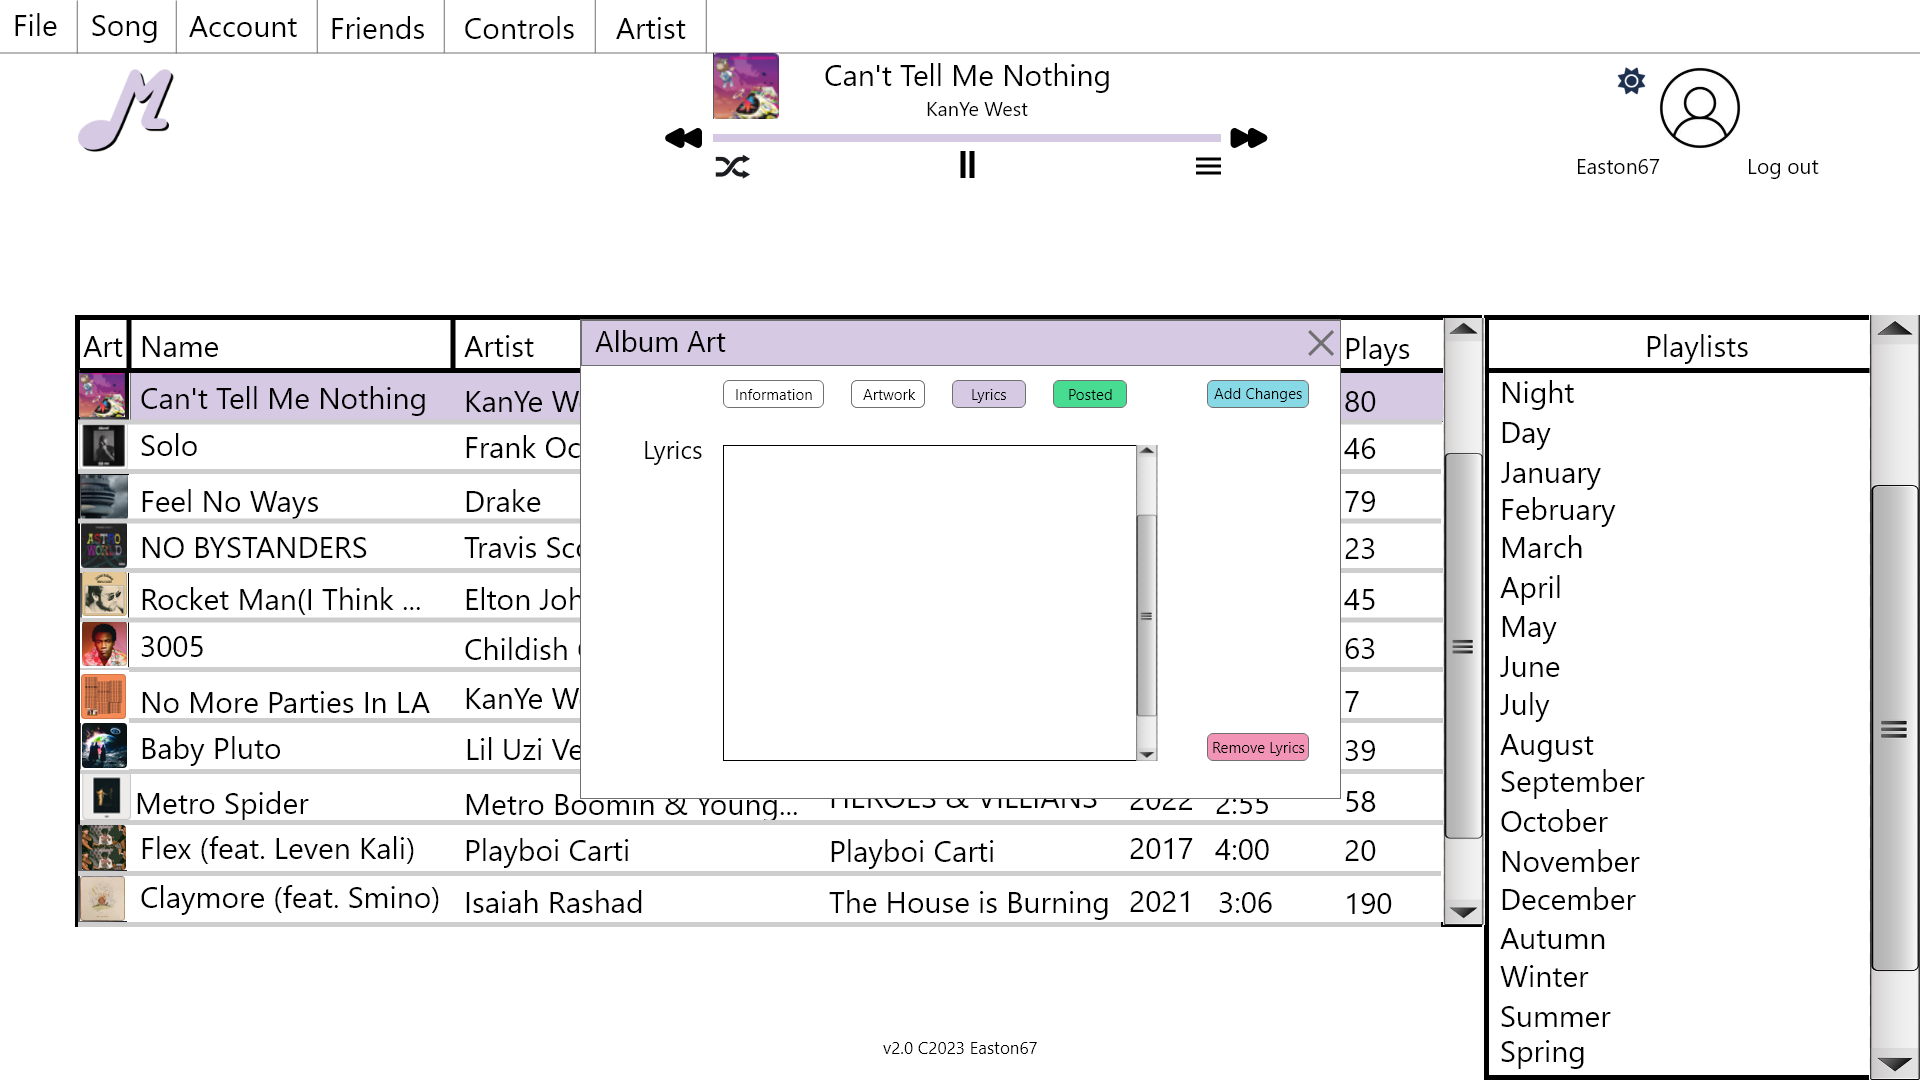 File Song Account Friends Controls Artist
Can't Tell Me Nothing
KanYe West
Easton67 Log out
Art Name Artist Plays
Album Art
Information Artwork Lyrics Posted Add Changes
Lyrics
Remove Lyrics
Can't Tell Me Nothing KanYe W 80
Solo Frank Oc 46
Feel No Ways Drake 79
NO BYSTANDERS Travis Sco 23
Rocket Man(I Think ... Elton Joh 45
3005 Childish 63
No More Parties In LA KanYe W 7
Baby Pluto Lil Uzi Ve 39
Metro Spider Metro Boomin & Young... HEROES & VILLIANS 2022 2:55 58
Flex (feat. Leven Kali) Playboi Carti Playboi Carti 2017 4:00 20
Claymore (feat. Smino) Isaiah Rashad The House is Burning 2021 3:06 190
Playlists
Night
Day
January
February
March
April
May
June
July
August
September
October
November
December
Autumn
Winter
Summer
Spring
v2.0 C2023 Easton67